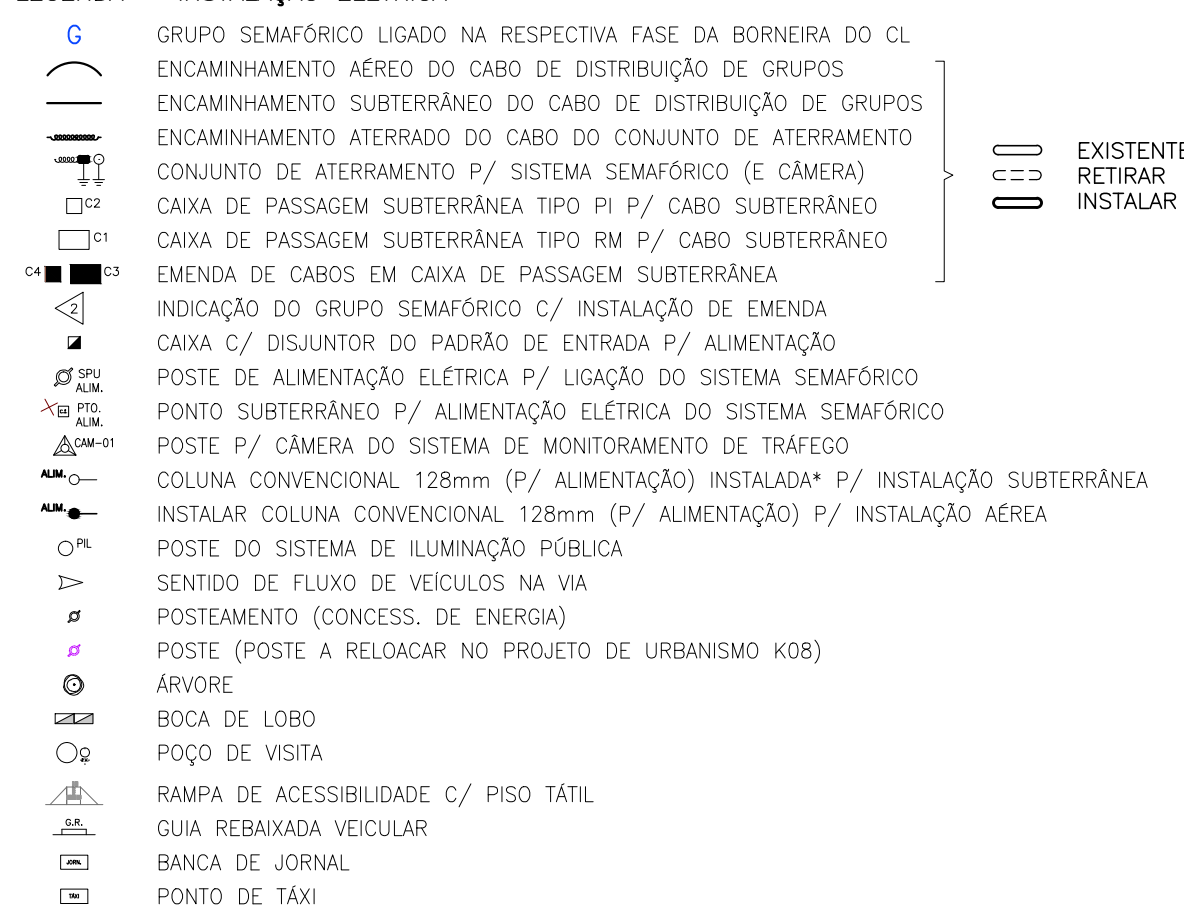 G GRUPO SEMAFÓRICO LIGADO NA RESPECTIVA FASE DA BORNEIRA DO CL
ENCAMINHAMENTO AÉREO DO CABO DE DISTRIBUIÇÃO DE GRUPOS
ENCAMINHAMENTO SUBTERRÂNEO DO CABO DE DISTRIBUIÇÃO DE GRUPOS
ENCAMINHAMENTO ATERRADO DO CABO DO CONJUNTO DE ATERRAMENTO
CONJUNTO DE ATERRAMENTO P/ SISTEMA SEMAFÓRICO (E CÂMERA)
C2 CAIXA DE PASSAGEM SUBTERRÂNEA TIPO PI P/ CABO SUBTERRÂNEO
C1 CAIXA DE PASSAGEM SUBTERRÂNEA TIPO RM P/ CABO SUBTERRÂNEO
C4 C3 EMENDA DE CABOS EM CAIXA DE PASSAGEM SUBTERRÂNEA
EXISTENTE
RETIRAR
INSTALAR
2 INDICAÇÃO DO GRUPO SEMAFÓRICO C/ INSTALAÇÃO DE EMENDA
CAIXA C/ DISJUNTOR DO PADRÃO DE ENTRADA P/ ALIMENTAÇÃO
SPU ALIM. POSTE DE ALIMENTAÇÃO ELÉTRICA P/ LIGAÇÃO DO SISTEMA SEMAFÓRICO
PTO. ALIM. PONTO SUBTERRÂNEO P/ ALIMENTAÇÃO ELÉTRICA DO SISTEMA SEMAFÓRICO
CAM-01 POSTE P/ CÂMERA DO SISTEMA DE MONITORAMENTO DE TRÁFEGO
ALIM. COLUNA CONVENCIONAL 128mm (P/ ALIMENTAÇÃO) INSTALADA* P/ INSTALAÇÃO SUBTERRÂNEA
ALIM. INSTALAR COLUNA CONVENCIONAL 128mm (P/ ALIMENTAÇÃO) P/ INSTALAÇÃO AÉREA
PIL POSTE DO SISTEMA DE ILUMINAÇÃO PÚBLICA
SENTIDO DE FLUXO DE VEÍCULOS NA VIA
POSTEAMENTO (CONCESS. DE ENERGIA)
POSTE (POSTE A RELOACAR NO PROJETO DE URBANISMO K08)
ÁRVORE
BOCA DE LOBO
POÇO DE VISITA
RAMPA DE ACESSIBILIDADE C/ PISO TÁTIL
G.R. GUIA REBAIXADA VEICULAR
JORN. BANCA DE JORNAL
TÁXI PONTO DE TÁXI